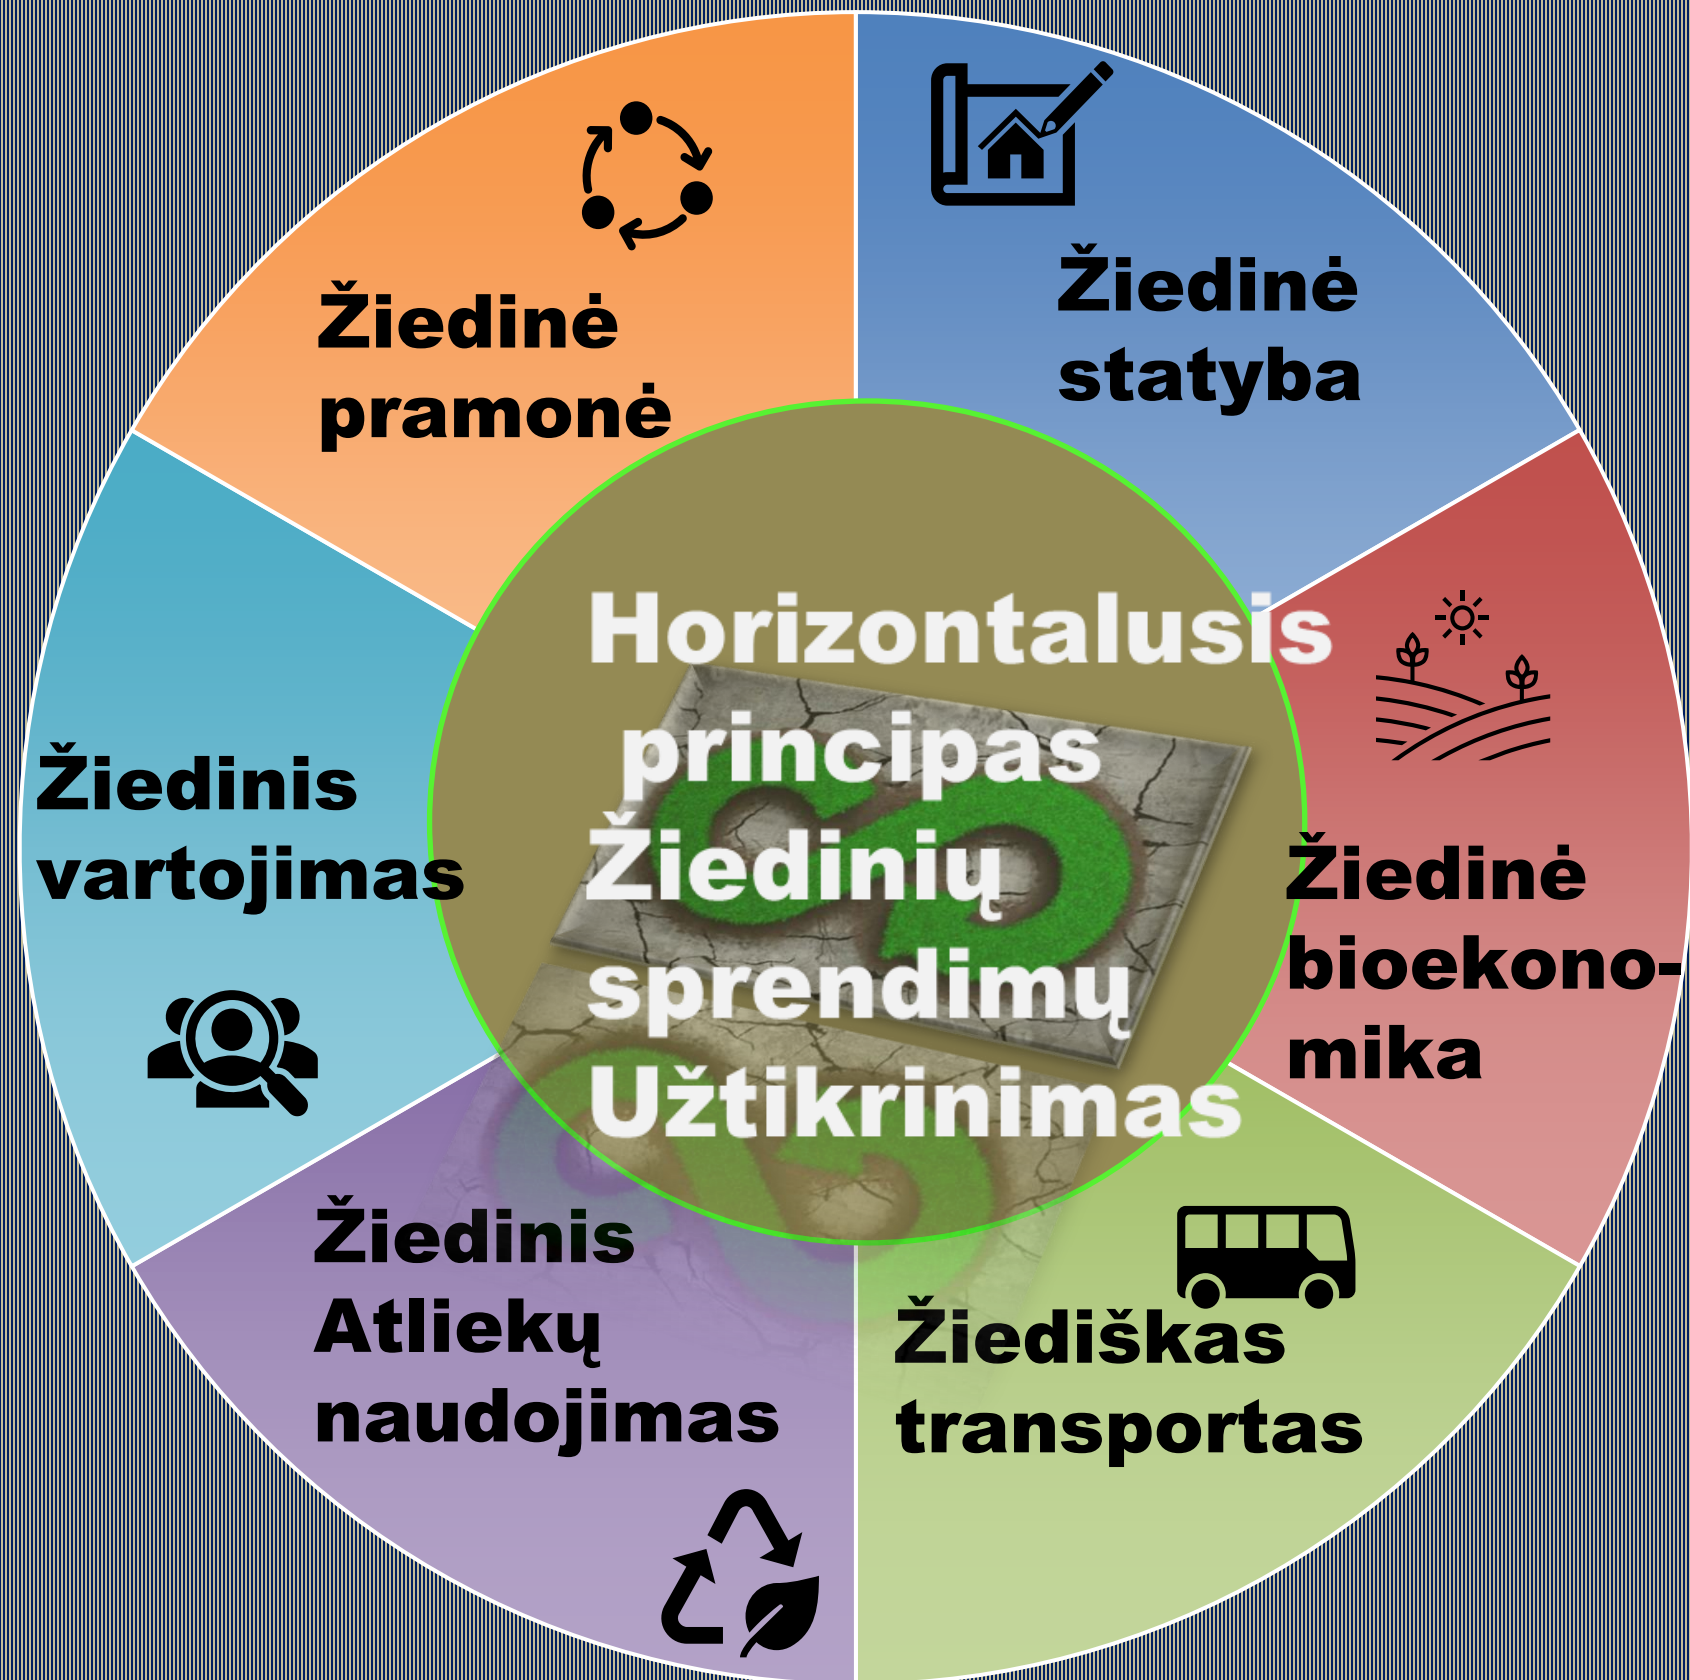 Žiedinė
pramonė
Žiedinė
statyba
Horizontalusis
principas
Žiedinių
sprendimų
Užtikrinimas
Žiedinis
vartojimas
Žiedinė
bioekono-
mika
Žiedinis
Atliekų
naudojimas
Žiediškas
transportas